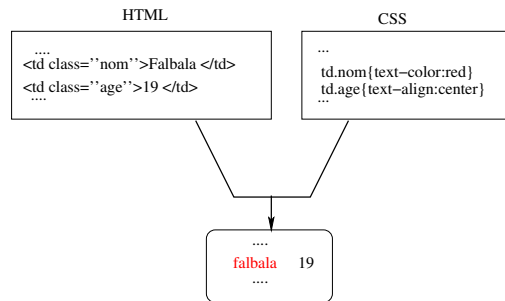 HTML
....
<td class=''nom''>Falbala </td>
<td class=''age''>19 </td>
....
CSS
...
td.nom{text−color:red}
td.age{text−align:center}
...
....
falbala 19
....